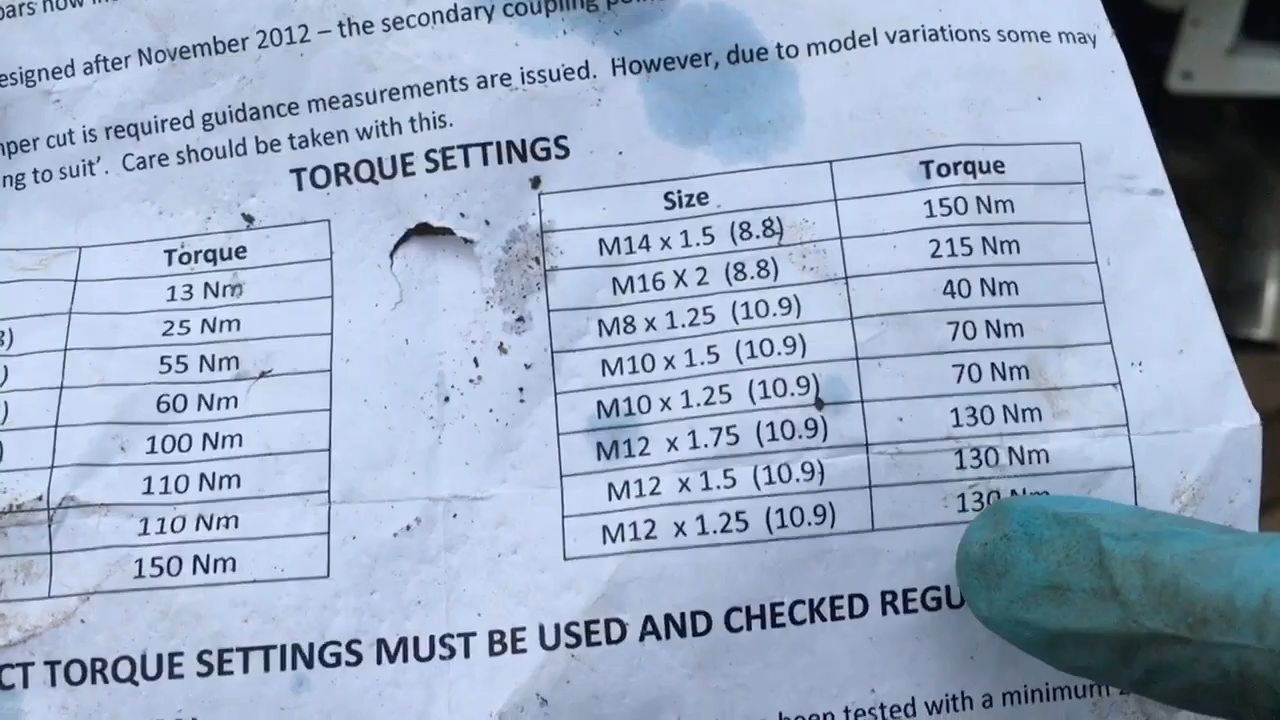 esigned after November 2012 – the secondary coupling
per cut is required guidance measurements are issued. However, due to model variations some may
ng to suit'. Care should be taken with this.
TORQUE SETTINGS
Torque
13 Nm
25 Nm
55 Nm
60 Nm
100 Nm
110 Nm
110 Nm
150 Nm
Size Torque
M14 x 1.5 (8.8) 150 Nm
M16 X 2 (8.8) 215 Nm
M8 x 1.25 (10.9) 40 Nm
M10 x 1.5 (10.9) 70 Nm
M10 x 1.25 (10.9) 70 Nm
M12 x 1.75 (10.9) 130 Nm
M12 x 1.5 (10.9) 130 Nm
M12 x 1.25 (10.9) 130 Nm
CT TORQUE SETTINGS MUST BE USED AND CHECKED REGU
been tested with a minimum